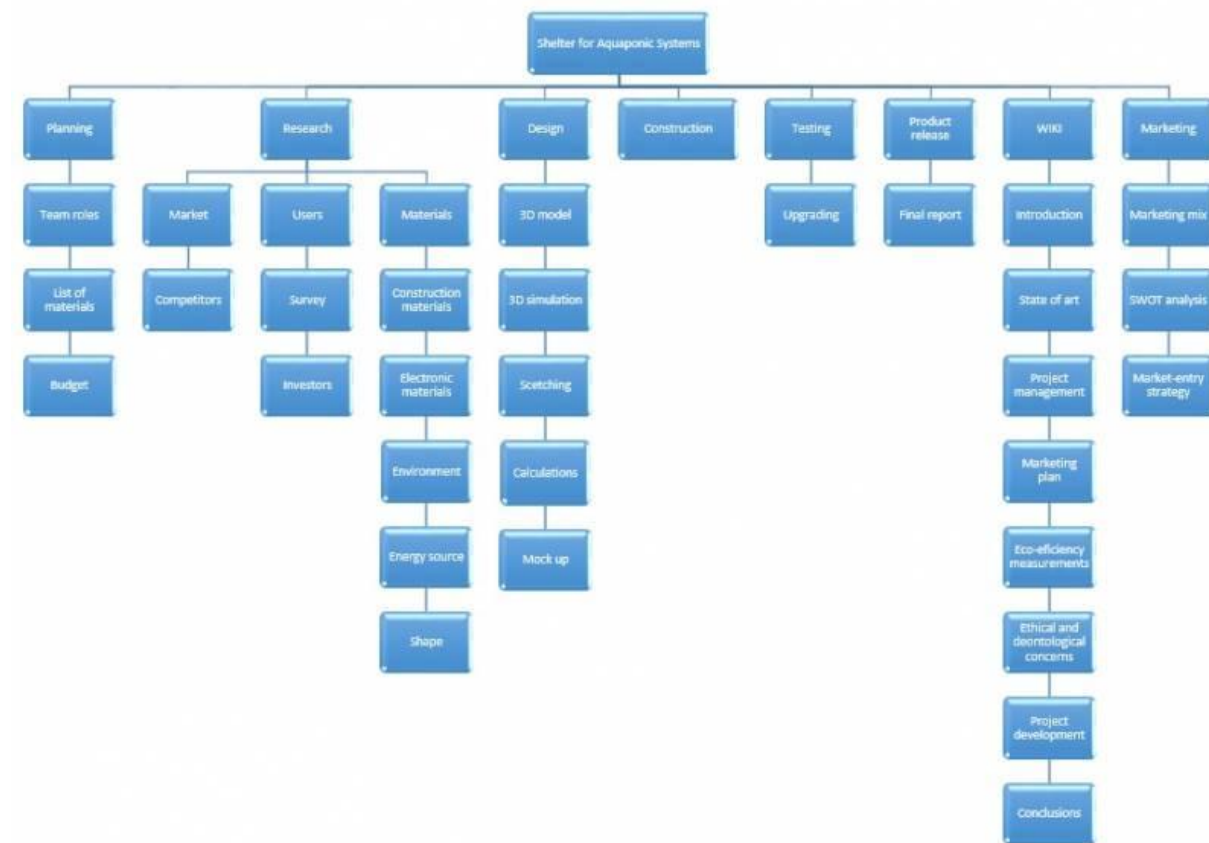 Shelter for Aquaponic Systems
Planning
Research
Design
Construction
Testing
Product
release
WIKI
Marketing
Team roles
Market
Users
Materials
3D model
Upgrading
Final report
Introduction
Marketing mix
List of
materials
Competitors
Survey
Construction
materials
3D simulation
State of art
SWOT analysis
Budget
Investors
Electronic
materials
Scetching
Project
management
Market-entry
strategy
Environment
Calculations
Marketing
plan
Energy source
Mock up
Eco-eficiency
measurements
Shape
Ethical and
deontological
concerns
Project
development
Conclusions